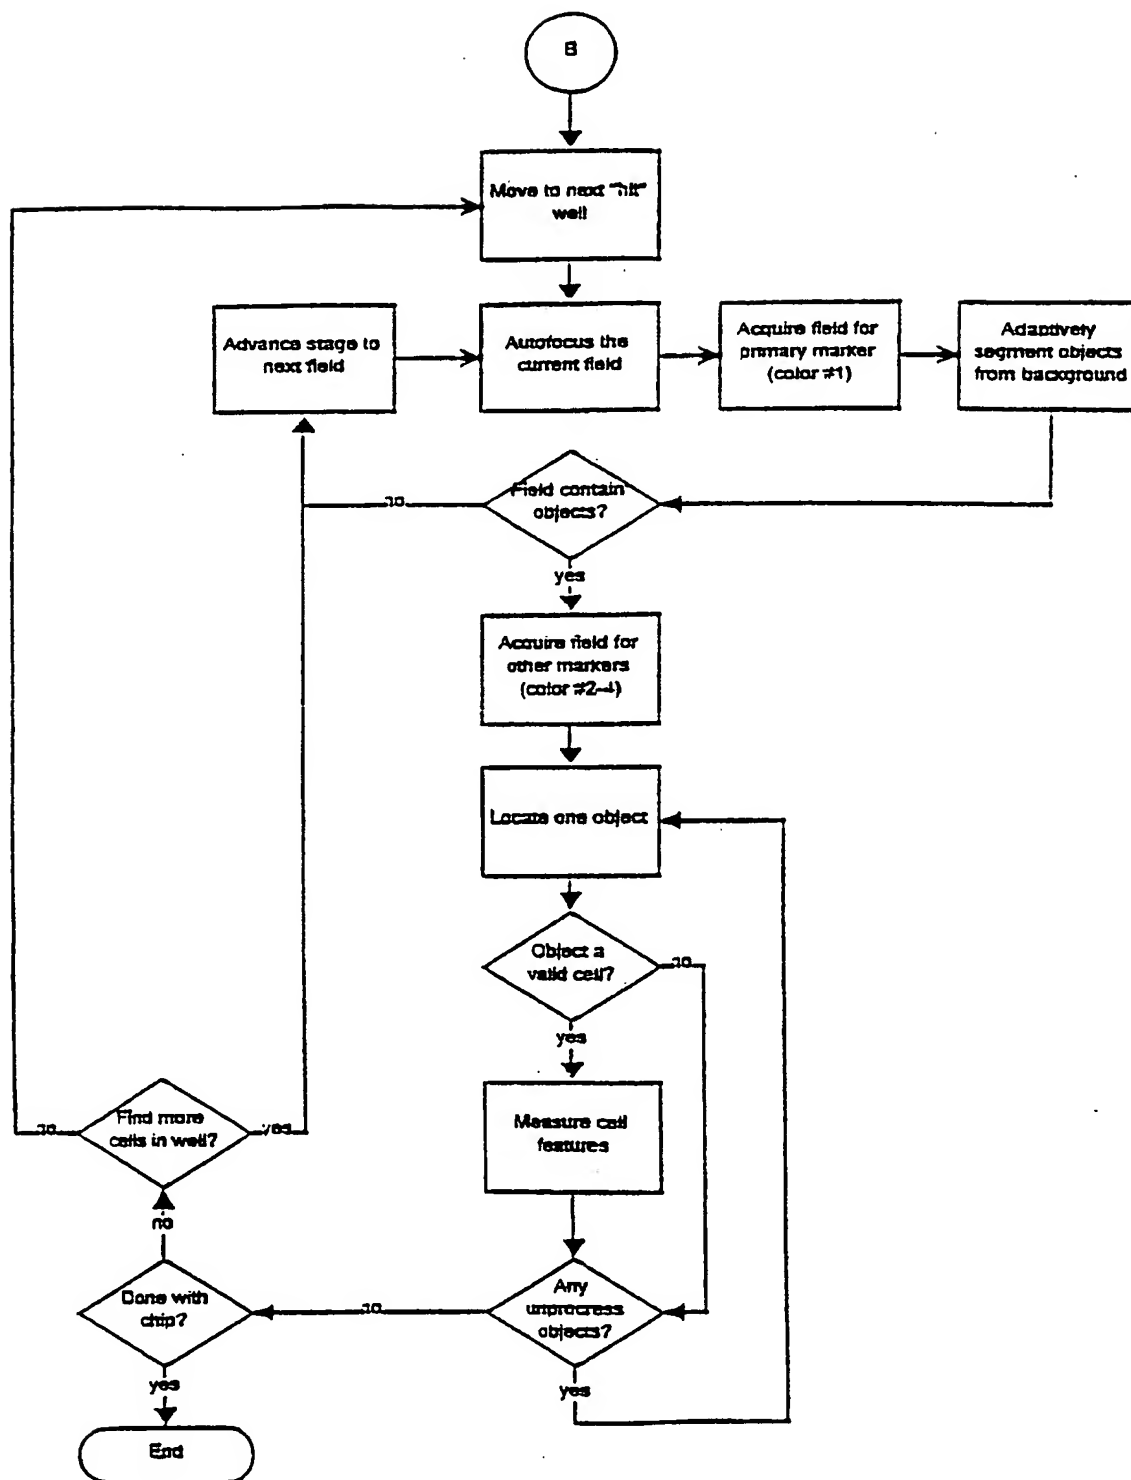 B
Move to next "hit"
well
Advance stage to
next field
Autofocus the
current field
Acquire field for
primary marker
(color #1)
Adaptively
segment objects
from background
Field contain
objects?
no
yes
Acquire field for
other markers
(color #2-4)
Locate one object
Object a
valid cell?
no
yes
Measure cell
features
Find more
cells in well?
no
yes
no
Done with
chip?
no
Any
unprocess
objects?
yes
yes
End